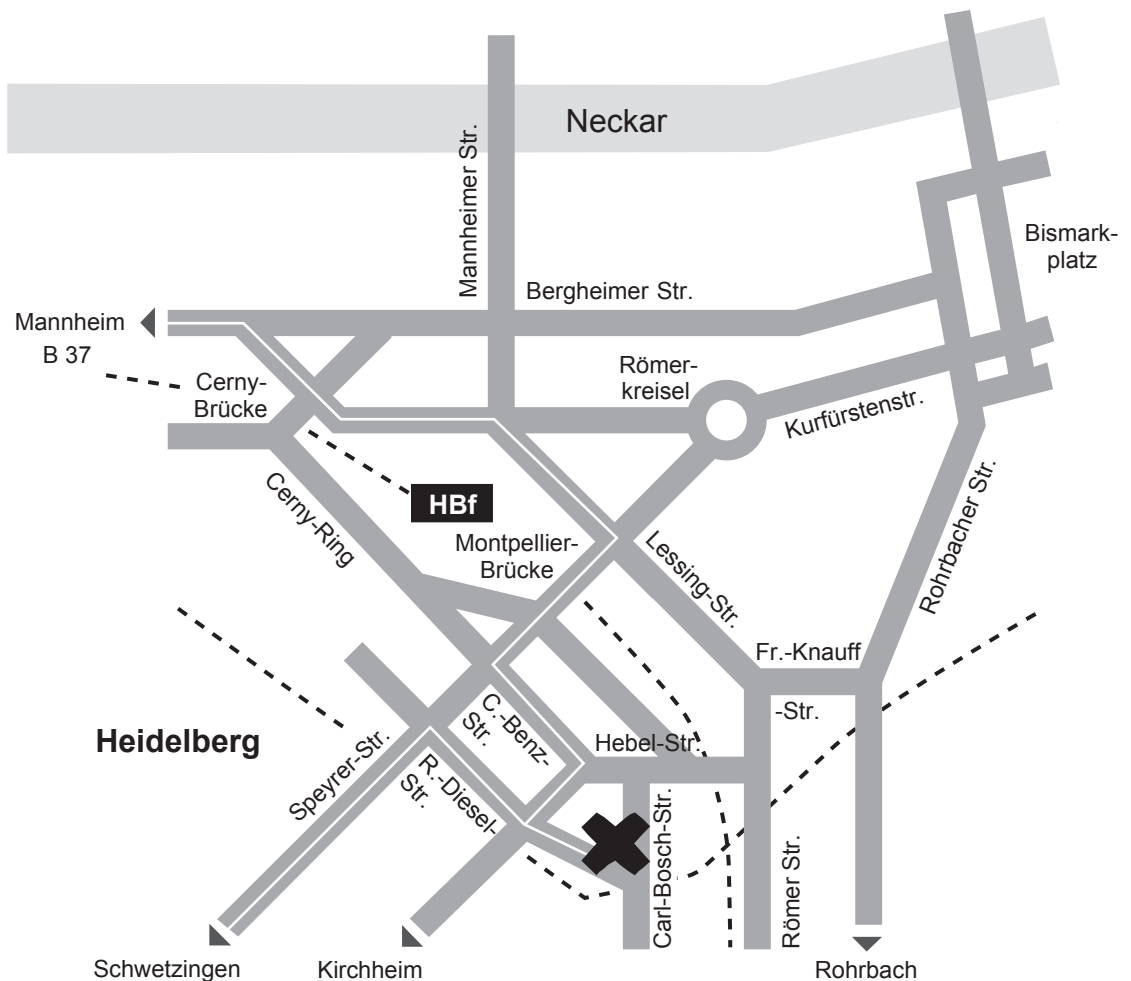 Neckar
Mannheimer Str.
Bismark-
platz
Bergheimer Str.
Mannheim
B 37
Cerny-
Brücke
Römer-
kreisel
Kurfürstenstr.
HBf
Cerny-Ring
Montpellier-
Brücke
Lessing-Str.
Rohrbacher Str.
Fr.-Knauff
-Str.
Heidelberg
Speyrer-Str.
C.-Benz-
Str.
Hebel-Str.
R.-Diesel-
Str.
Carl-Bosch-Str.
Römer Str.
Schwetzingen
Kirchheim
Rohrbach